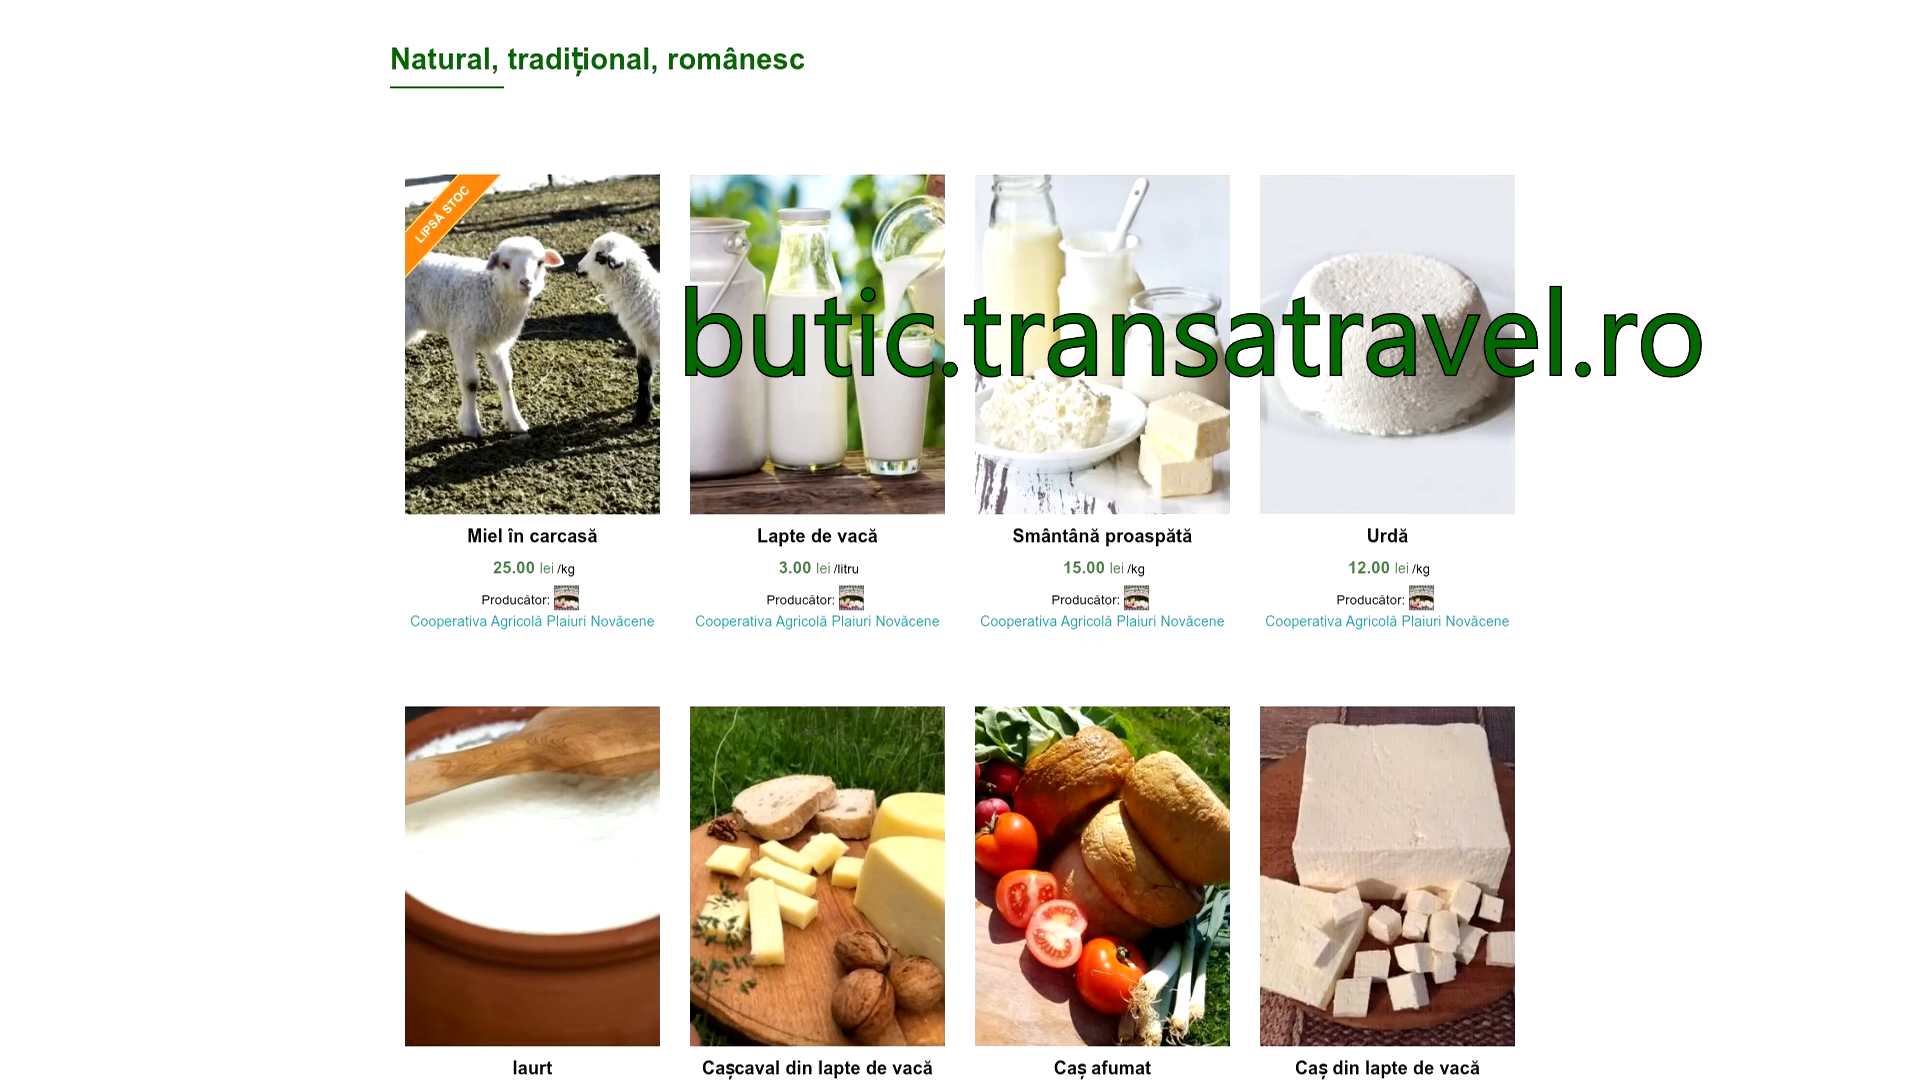 Natural, tradițional, românesc
LIPSĂ STOC
butic.transatravel.ro
Miel în carcasă
25.00 lei /kg
Producător:
Cooperativa Agricolă Plaiuri Novăcene
Lapte de vacă
3.00 lei /litru
Producător:
Cooperativa Agricolă Plaiuri Novăcene
Smântână proaspătă
15.00 lei /kg
Producător:
Cooperativa Agricolă Plaiuri Novăcene
Urdă
12.00 lei /kg
Producător:
Cooperativa Agricolă Plaiuri Novăcene
Iaurt
Cașcaval din lapte de vacă
Caș afumat
Caș din lapte de vacă